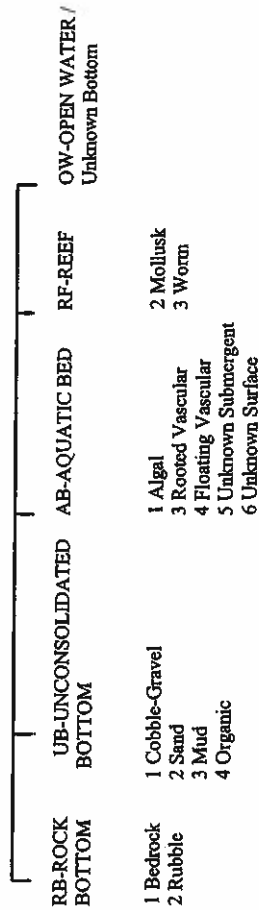 RB-ROCK
BOTTOM
1 Bedrock
2 Rubble
UB-UNCONSOLIDATED
BOTTOM
1 Cobble-Gravel
2 Sand
3 Mud
4 Organic
AB-AQUATIC BED
1 Algal
3 Rooted Vascular
4 Floating Vascular
5 Unknown Submergent
6 Unknown Surface
RF-REEF
2 Mollusk
3 Worm
OW-OPEN WATER/
Unknown Bottom